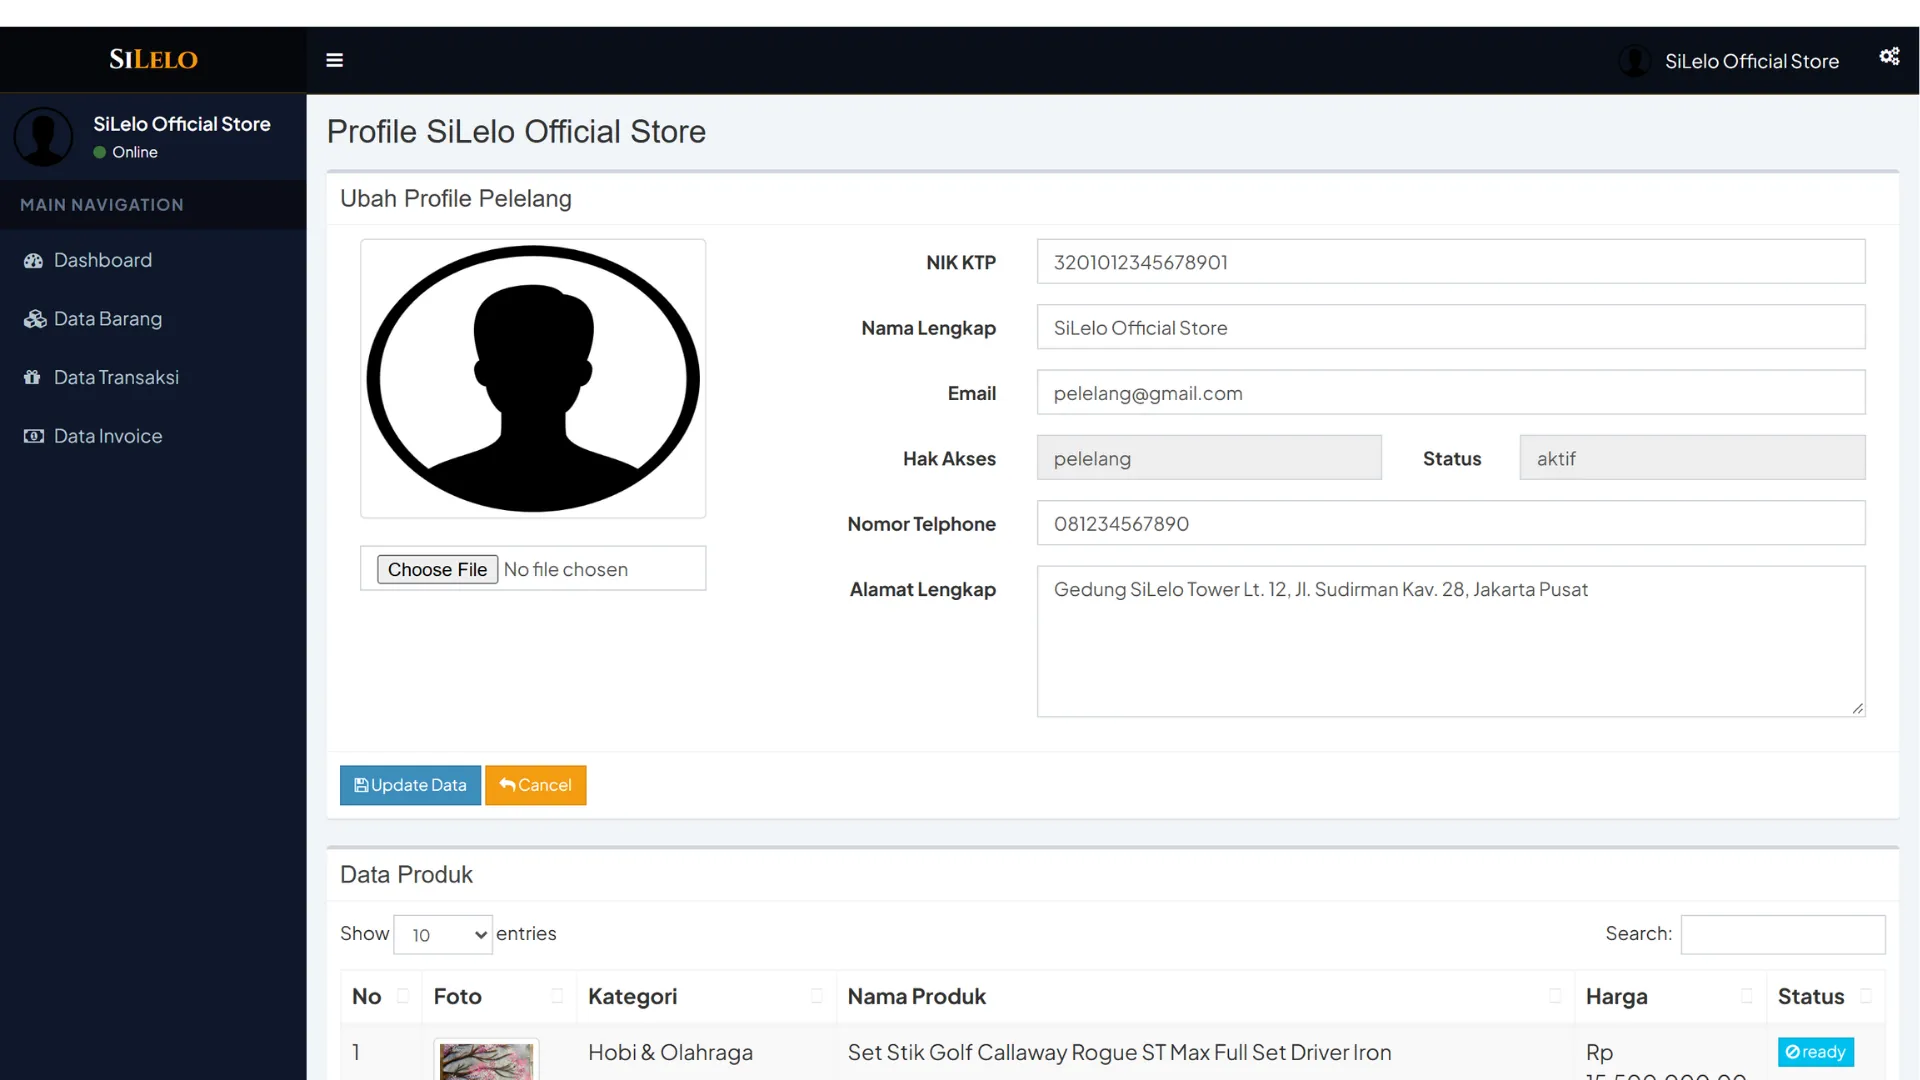 SiLelo
SiLelo Official Store
SiLelo Official Store
Online
MAIN NAVIGATION
Dashboard
Data Barang
Data Transaksi
Data Invoice
Profile SiLelo Official Store
Ubah Profile Pelelang
NIK KTP 3201012345678901
Nama Lengkap SiLelo Official Store
Email pelelang@gmail.com
Hak Akses pelelang Status aktif
Nomor Telphone 081234567890
Choose File No file chosen
Alamat Lengkap Gedung SiLelo Tower Lt. 12, Jl. Sudirman Kav. 28, Jakarta Pusat
Update Data Cancel
Data Produk
Show 10 entries Search:
No Foto Kategori Nama Produk Harga Status
1 Hobi & Olahraga Set Stik Golf Callaway Rogue ST Max Full Set Driver Iron Rp ready